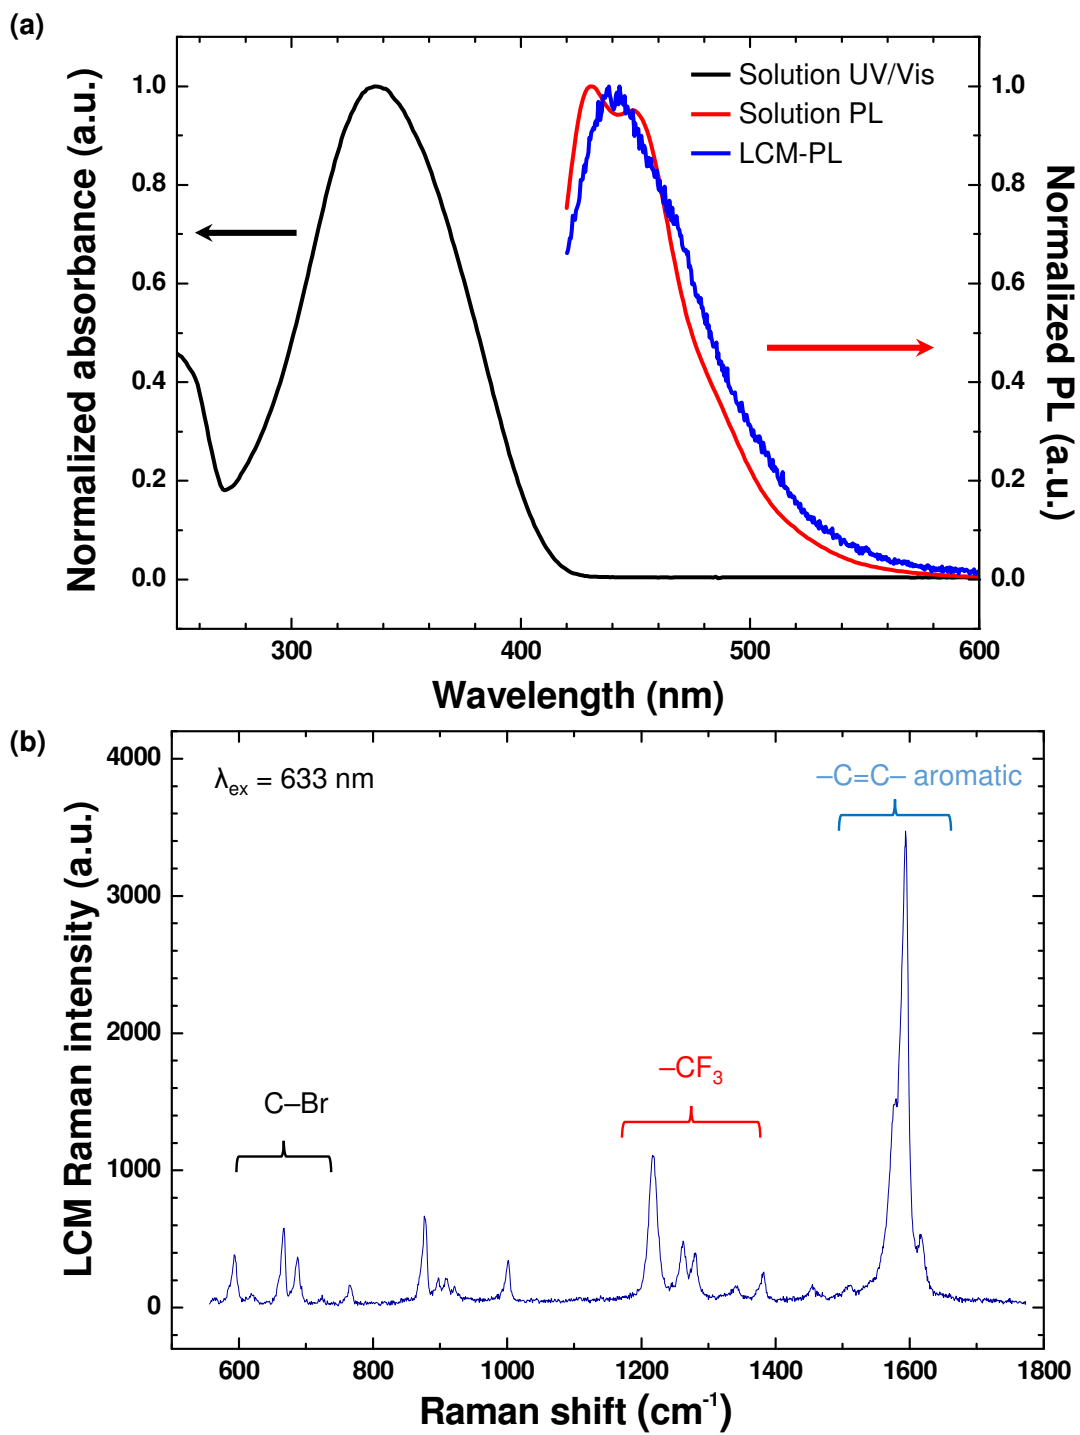 (a)
Normalized absorbance (a.u.)
1.0
0.8
0.6
0.4
0.2
0.0
Solution UV/Vis
Solution PL
LCM-PL
1.0
0.8
0.6
0.4
0.2
0.0
Normalized PL (a.u.)
300
400
500
600
Wavelength (nm)
(b)
LCM Raman intensity (a.u.)
4000
3000
2000
1000
0
λex = 633 nm
–C=C– aromatic
–CF3
C–Br
600
800
1000
1200
1400
1600
1800
Raman shift (cm-1)